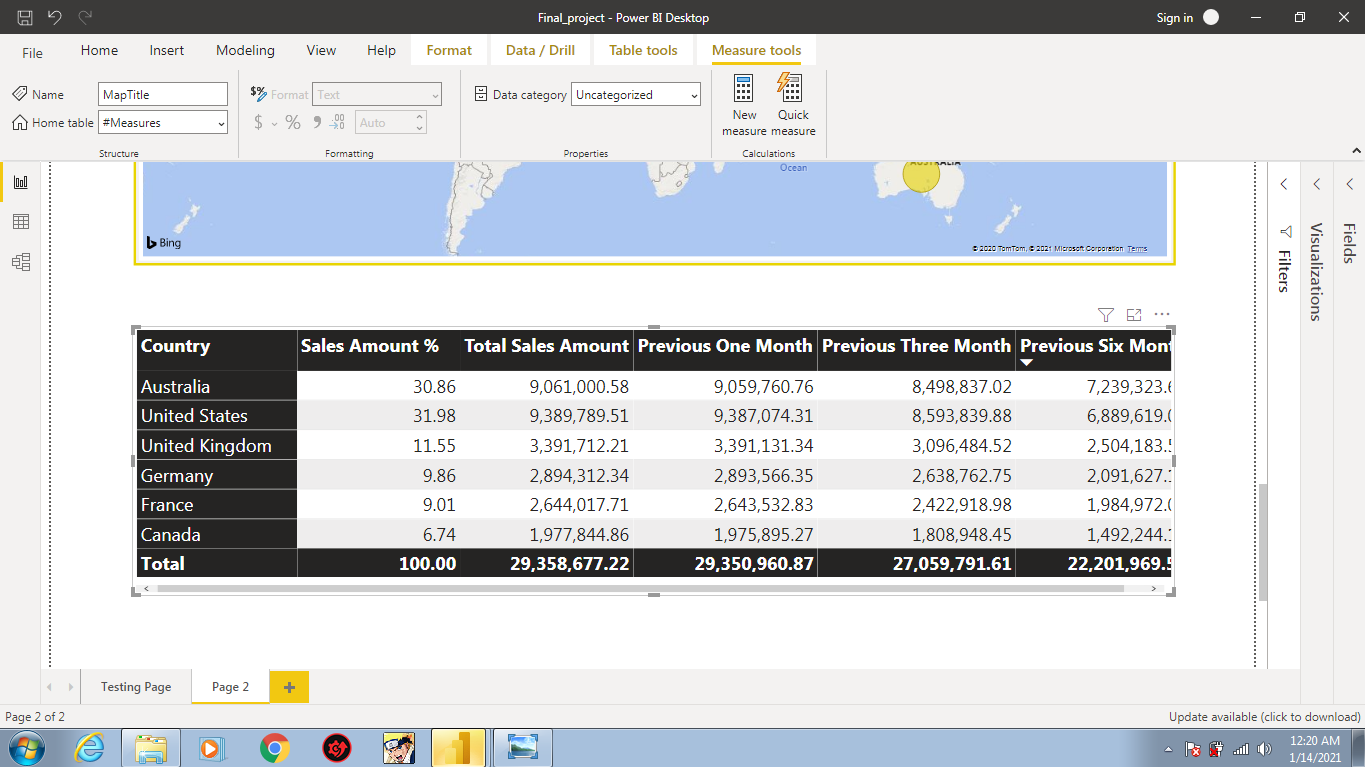 Final_project - Power BI Desktop
Sign in
File Home Insert Modeling View Help Format Data / Drill Table tools Measure tools
Name MapTitle
Home table #Measures
Structure
$% Format Text
$ % 9 .00 Auto
Formatting
Data category Uncategorized
Properties
New measure
Quick measure
Calculations
AUSTRALIA
Ocean
Bing
© 2020 TomTom, © 2021 Microsoft Corporation Terms
Filters
Visualizations
Fields
Country Sales Amount % Total Sales Amount Previous One Month Previous Three Month Previous Six Mont
Australia 30.86 9,061,000.58 9,059,760.76 8,498,837.02 7,239,323.6
United States 31.98 9,389,789.51 9,387,074.31 8,593,839.88 6,889,619.0
United Kingdom 11.55 3,391,712.21 3,391,131.34 3,096,484.52 2,504,183.5
Germany 9.86 2,894,312.34 2,893,566.35 2,638,762.75 2,091,627.
France 9.01 2,644,017.71 2,643,532.83 2,422,918.98 1,984,972.0
Canada 6.74 1,977,844.86 1,975,895.27 1,808,948.45 1,492,244.
Total 100.00 29,358,677.22 29,350,960.87 27,059,791.61 22,201,969.5
Testing Page Page 2 +
Page 2 of 2
Update available (click to download)
12:20 AM
1/14/2021